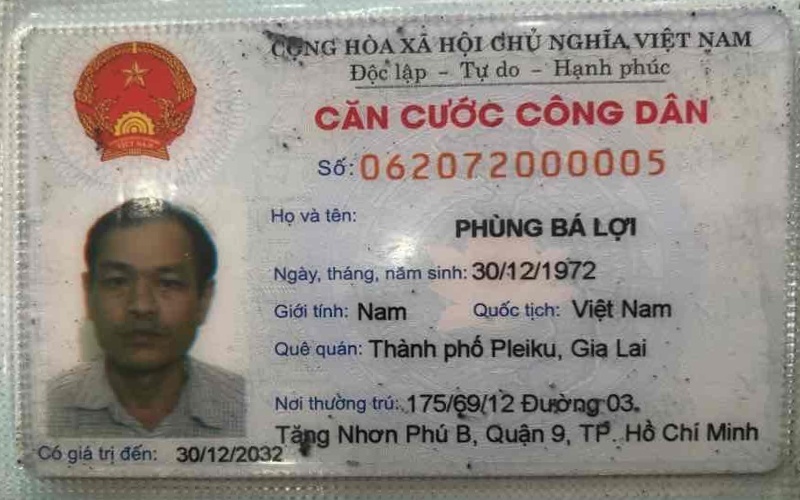 CỘNG HÒA XÃ HỘI CHỦ NGHĨA VIỆT NAM
Độc lập - Tự do - Hạnh phúc
CĂN CƯỚC CÔNG DÂN
Số: 062072000005
Họ và tên:
PHÙNG BÁ LỢI
Ngày, tháng, năm sinh: 30/12/1972
Giới tính: Nam Quốc tịch: Việt Nam
Quê quán: Thành phố Pleiku, Gia Lai
Nơi thường trú: 175/69/12 Đường 03.
Tăng Nhơn Phú B, Quận 9, TP. Hồ Chí Minh
Có giá trị đến: 30/12/2032
VIỆT NAM